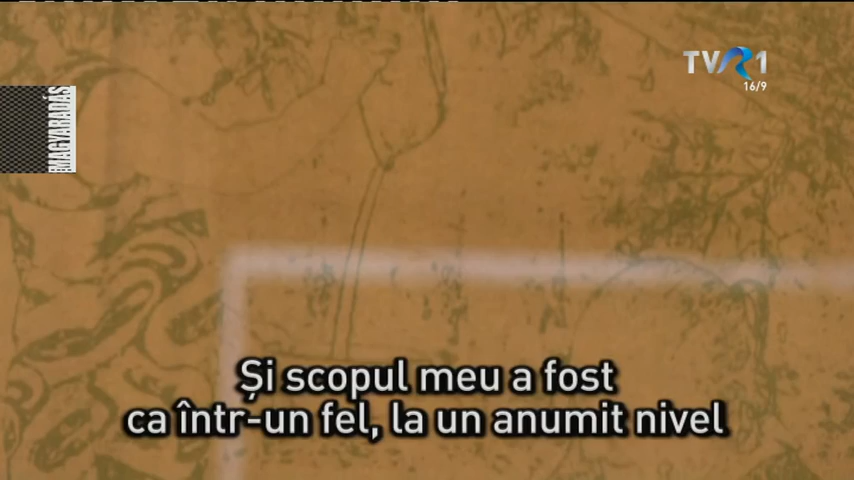 TVR1
16/9
MAGYARADÁS
Și scopul meu a fost
ca într-un fel, la un anumit nivel